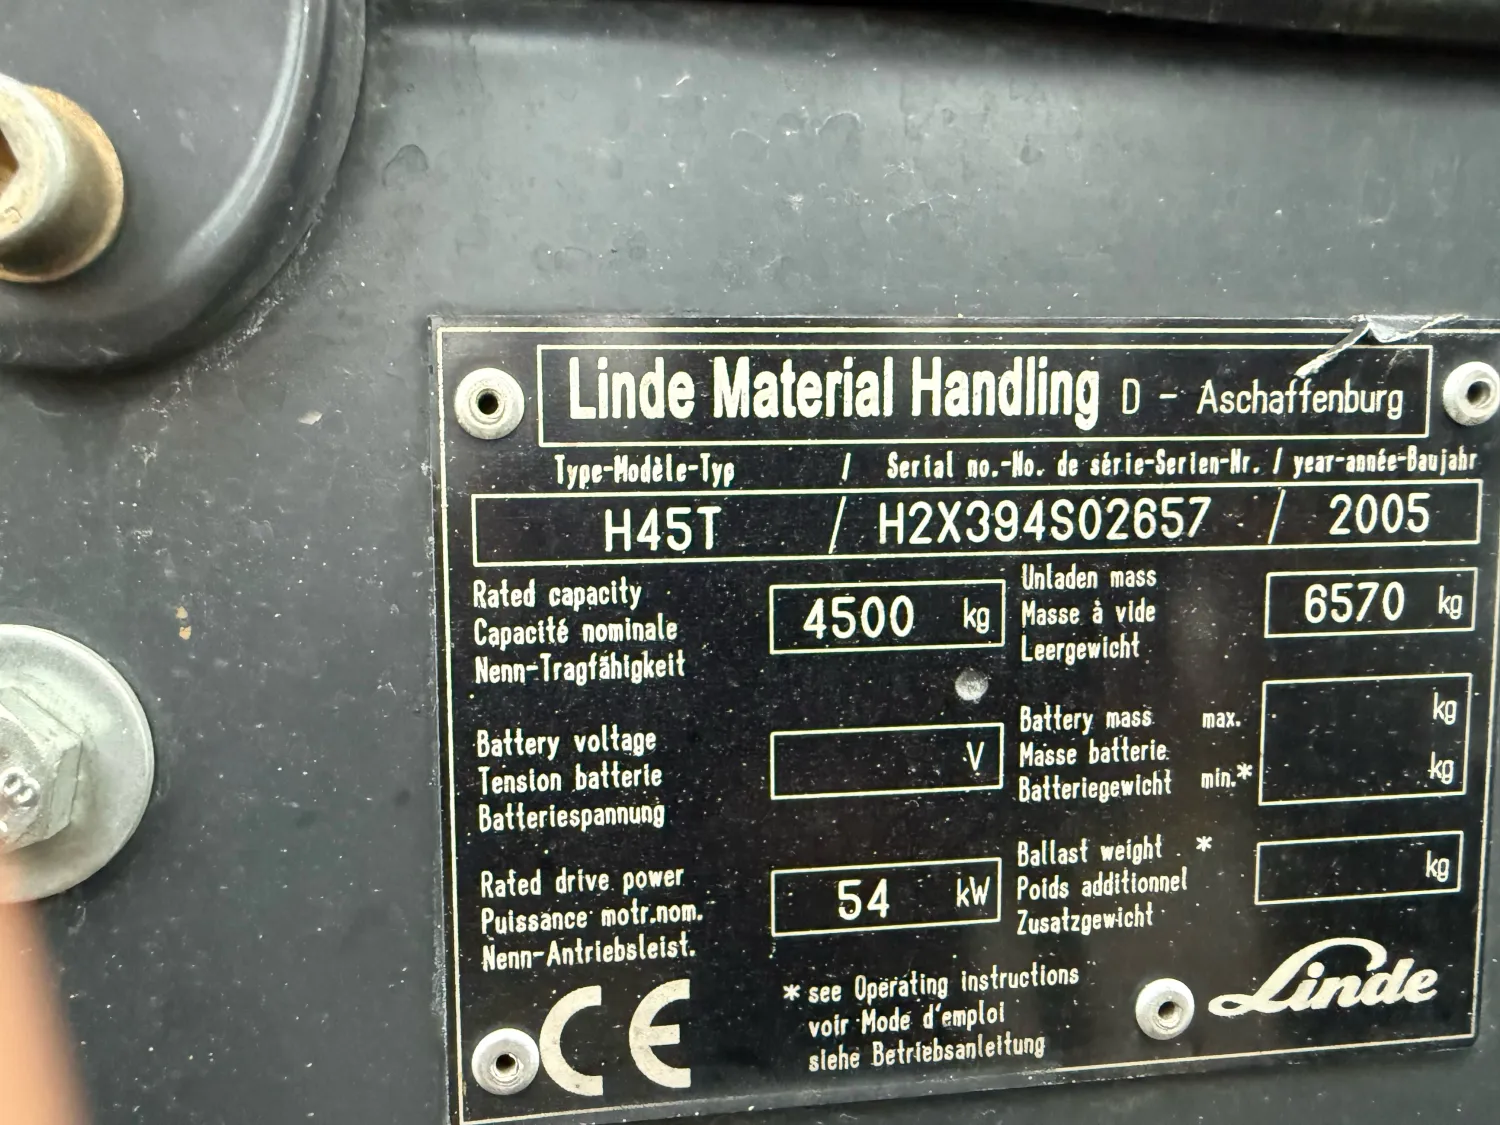 Linde Material Handling D - Aschaffenburg
Type-Modèle-Typ / Serial no.-No. de série-Serien-Nr. / year-année-Baujahr
H45T / H2X394S02657 / 2005
Rated capacity
Capacité nominale
Nenn-Tragfähigkeit
4500 kg
Unladen mass
Masse à vide
Leergewicht
6570 kg
Battery voltage
Tension batterie
Batteriespannung
V
Battery mass max.
Masse batterie
Batteriegewicht min.*
kg
kg
Rated drive power
Puissance motr.nom.
Nenn-Antriebsleist.
54 kW
Ballast weight *
Poids additionnel
Zusatzgewicht
kg
CE
* see Operating instructions
voir Mode d'emploi
siehe Betriebsanleitung
Linde
8